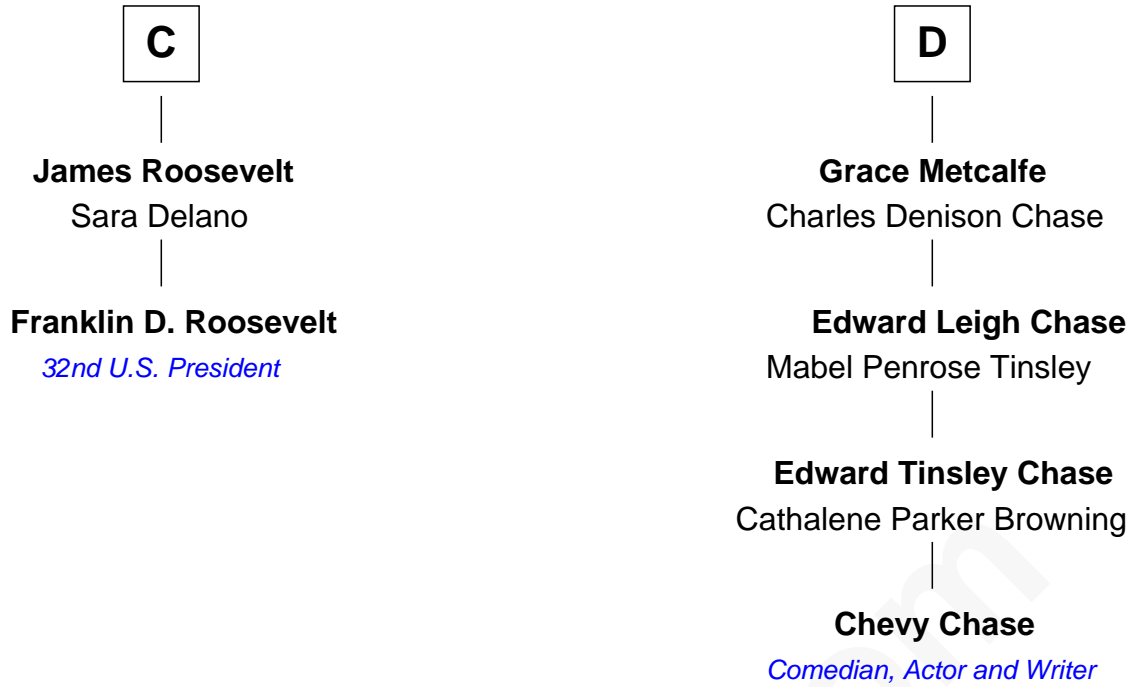 C
James Roosevelt
Sara Delano
Franklin D. Roosevelt
32nd U.S. President
D
Grace Metcalfe
Charles Denison Chase
Edward Leigh Chase
Mabel Penrose Tinsley
Edward Tinsley Chase
Cathalene Parker Browning
Chevy Chase
Comedian, Actor and Writer